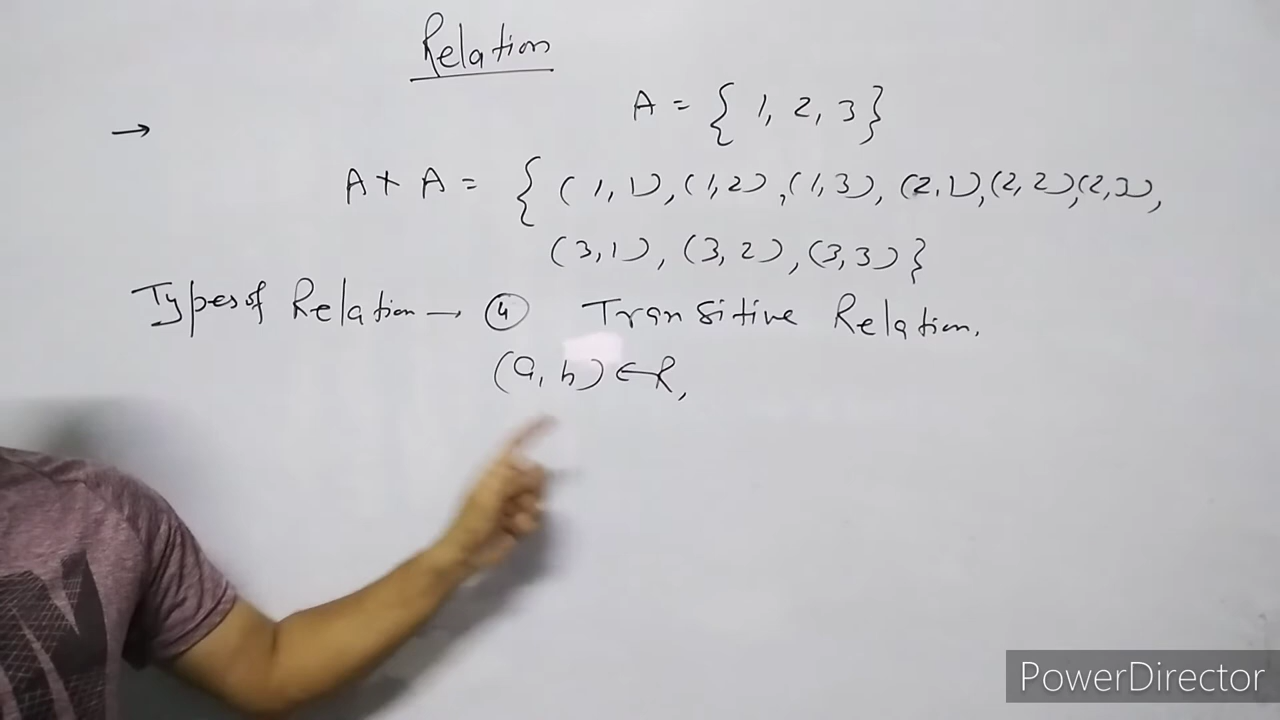 Relation
→ A = { 1, 2, 3 }
A × A = { (1, 1), (1, 2), (1, 3), (2, 1), (2, 2) (2, 3),
(3, 1), (3, 2), (3, 3) }
Types of Relation → ④ Transitive Relation.
(a, b) ∈ R,
PowerDirector